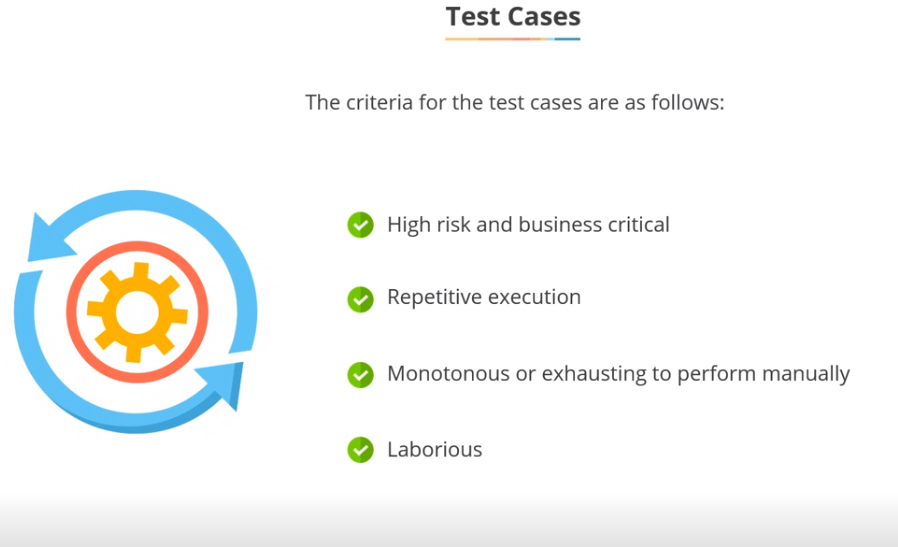 Test Cases
The criteria for the test cases are as follows:
High risk and business critical
Repetitive execution
Monotonous or exhausting to perform manually
Laborious